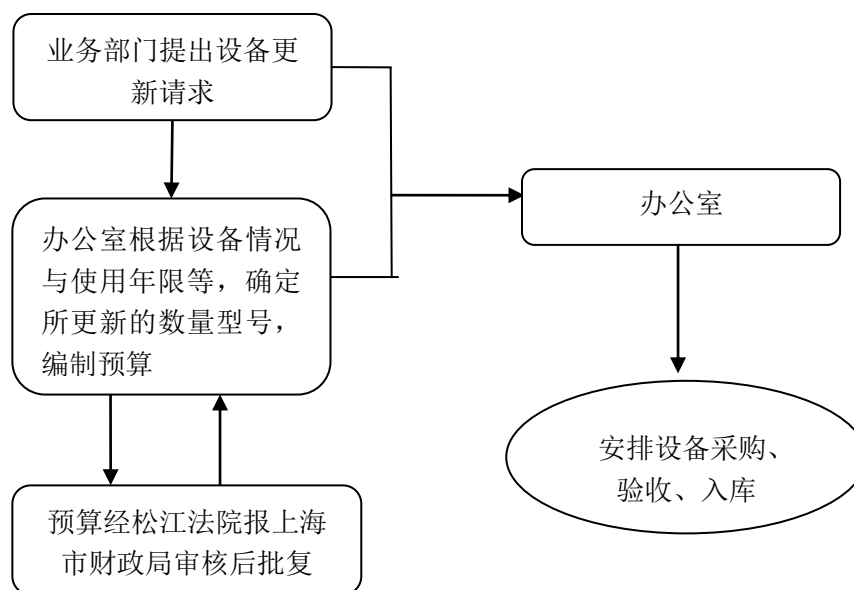 业务部门提出设备更
新请求
办公室根据设备情况
与使用年限等，确定
所更新的数量型号，
编制预算
预算经松江法院报上海
市财政局审核后批复
办公室
安排设备采购、
验收、入库